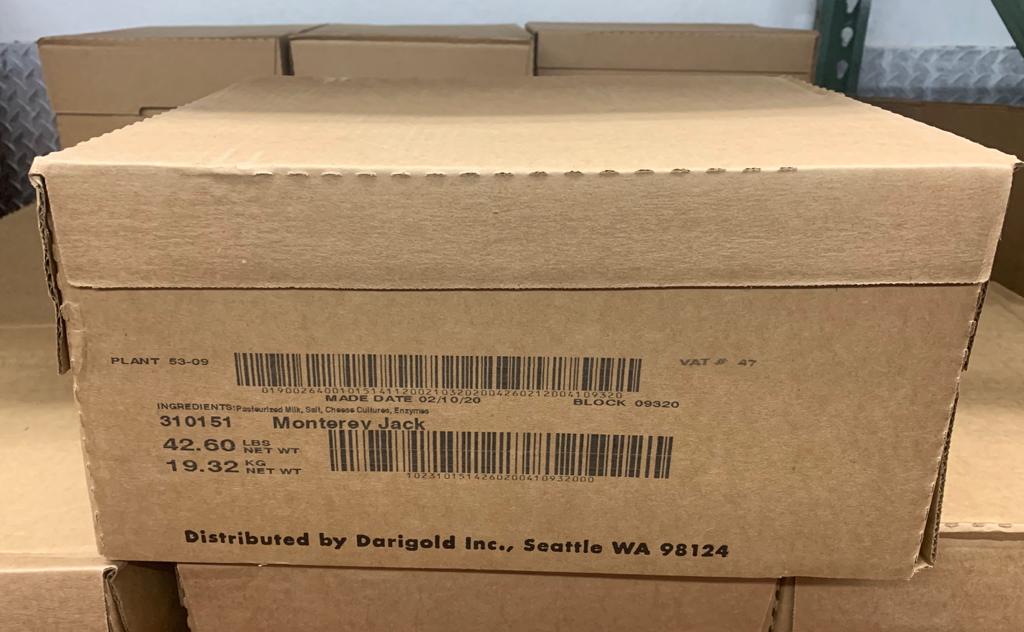 PLANT 53-09
VAT # 47
0190026400101514112002103202004260212004109320
MADE DATE 02/10/20
BLOCK 09320
INGREDIENTS:Pasteurized Milk, Salt, Cheese Cultures, Enzymes
310151 Monterey Jack
42.60 LBS NET WT
19.32 KG NET WT
1023101514260200410932000
Distributed by Darigold Inc., Seattle WA 98124